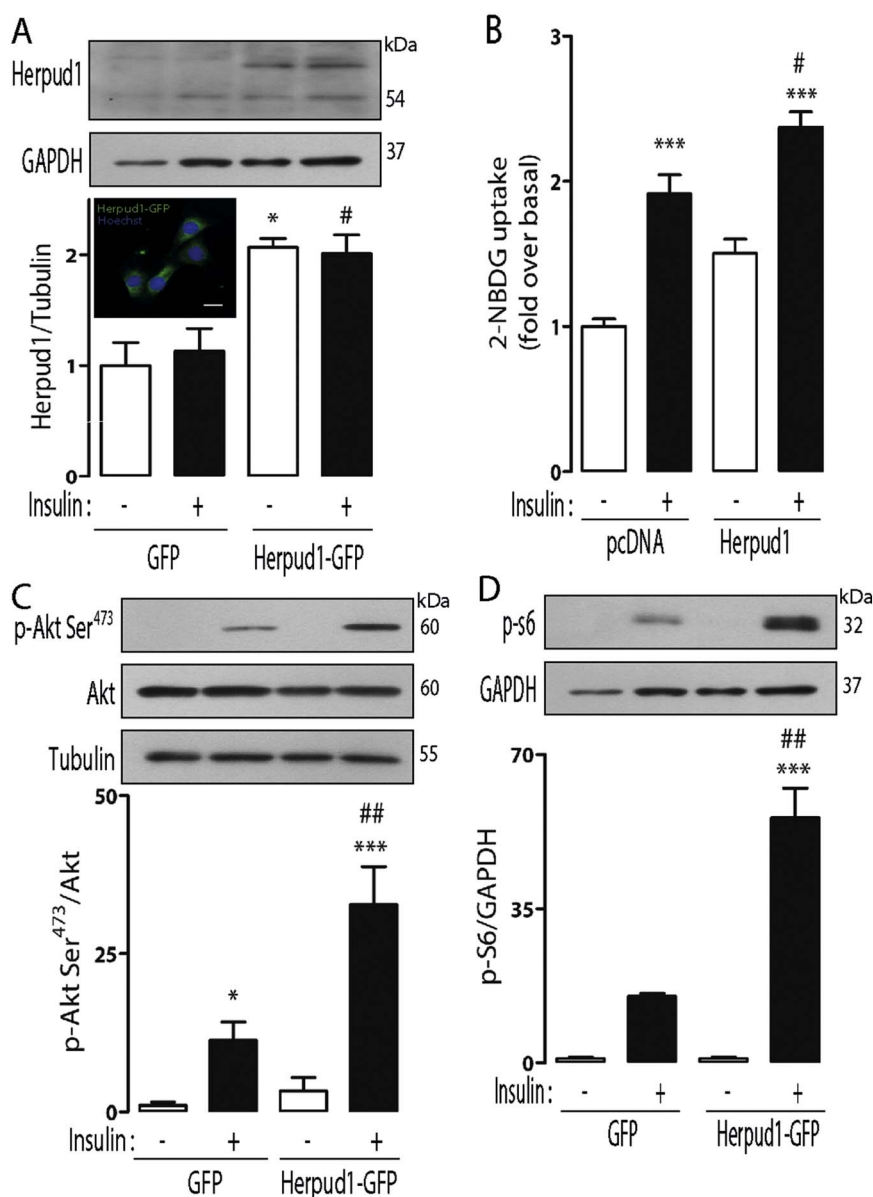 A
kDa
Herpud1
54
GAPDH
37
Herpud1-GFP
Hoechst
Herpud1/Tubulin
2
1
0
*
#
Insulin : - + - +
GFP Herpud1-GFP
B
2-NBDG uptake
(fold over basal)
3
2
1
0
***
#
***
Insulin : - + - +
pcDNA Herpud1
C
kDa
p-Akt Ser473
60
Akt
60
Tubulin
55
p-Akt Ser473/Akt
50
25
0
*
##
***
Insulin : - + - +
GFP Herpud1-GFP
D
kDa
p-s6
32
GAPDH
37
p-S6/GAPDH
70
35
0
##
***
Insulin : - + - +
GFP Herpud1-GFP